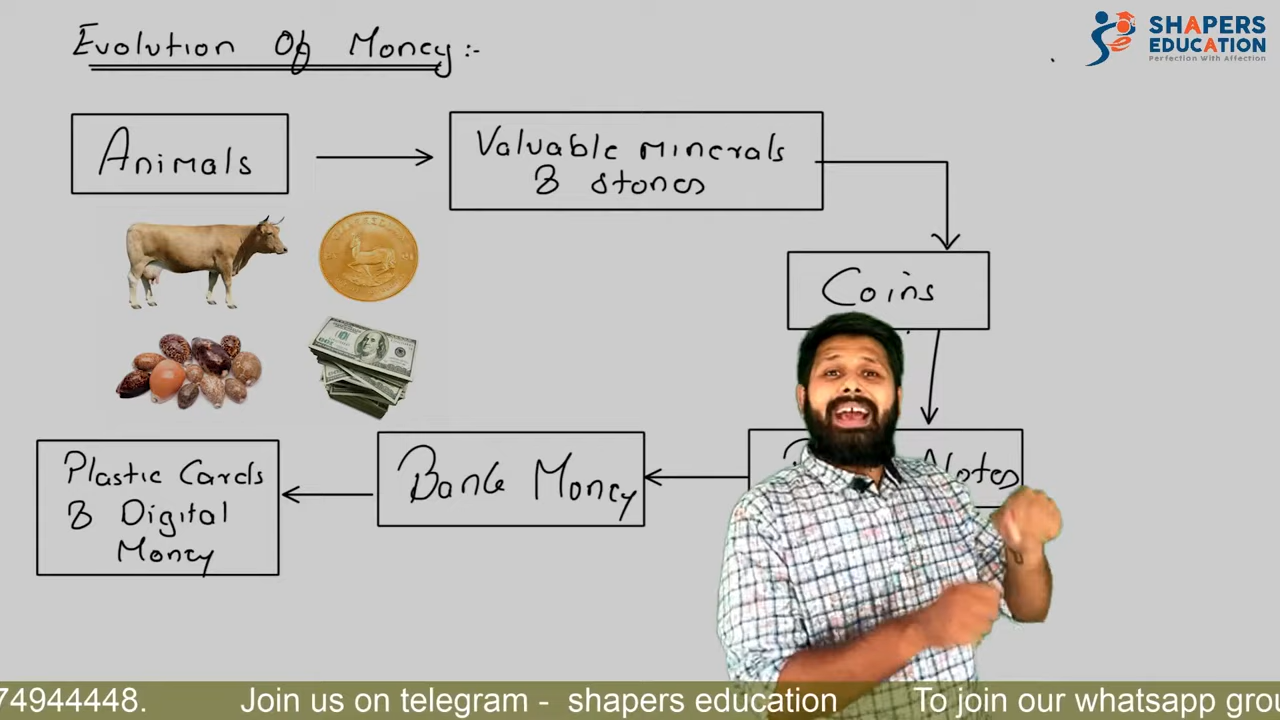 Evolution Of Money :-
SHAPERS
EDUCATION
Perfection With Affection
Animals
Valuable minerals
& stones
Coins
Notes
Bank Money
Plastic Cards
& Digital
Money
74944448. Join us on telegram - shapers education To join our whatsapp grou